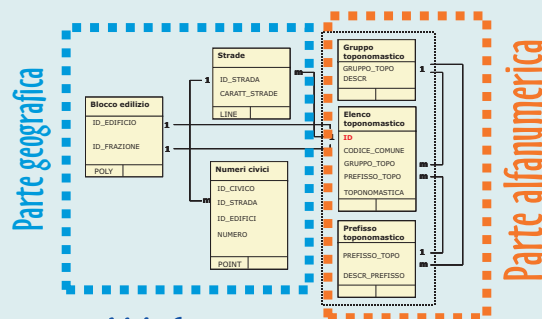 Parte geografica
Blocco edilizio
ID_EDIFICIO
ID_FRAZIONE
POLY
1
1
Strade
ID_STRADA
CARATT_STRADE
LINE
1
m
Numeri civici
ID_CIVICO
ID_STRADA
ID_EDIFICI
NUMERO
POINT
m
Gruppo
toponomastico
GRUPPO_TOPO
DESCR
1
Elenco
toponomastico
ID
CODICE_COMUNE
GRUPPO_TOPO
PREFISSO_TOPO
TOPONOMASTICA
1
1
m
m
Prefisso
toponomastico
PREFISSO_TOPO
DESCR_PREFISSO
1
m
Parte alfanumerica